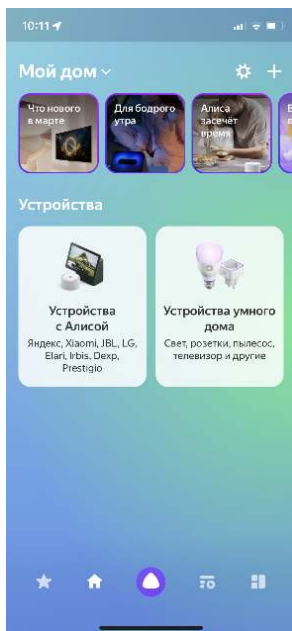 10:11
Мой дом
Что нового
в марте
Для бодрого
утра
Алиса
засечёт
время
Устройства
Устройства
с Алисой
Яндекс, Xiaomi, JBL, LG,
Elari, Irbis, Dexp,
Prestigio
Устройства умного
дома
Свет, розетки, пылесос,
телевизор и другие